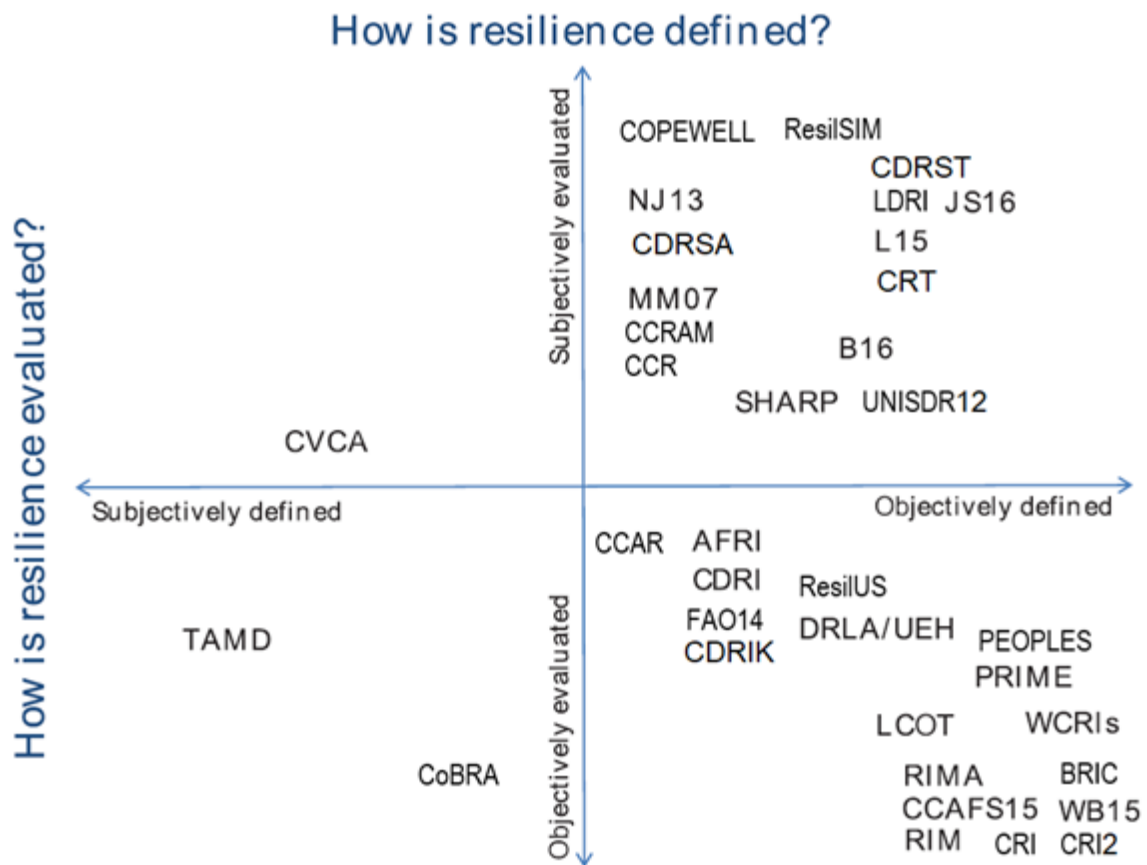 How is resilience defined?
How is resilience evaluated?
Subjectively evaluated
COPEWELL ResilSIM
CDRST
NJ13 LDRI JS16
CDRSA L15
CRT
MM07
CCRAM
CCR B16
SHARP UNISDR12
CVCA
Subjectively defined Objectively defined
Objectively evaluated
CCAR AFRI
CDRI ResilUS
FAO14 DRLA/UEH
TAMD CDRIK PEOPLES
PRIME
LCOT WCRIs
CoBRA RIMA BRIC
CCAFS15 WB15
RIM CRI CRI2